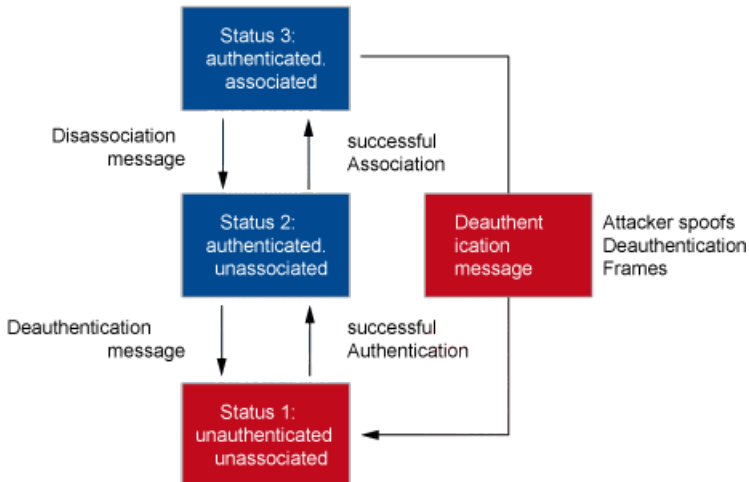 Status 3:
authenticated.
associated
Disassociation
message
successful
Association
Status 2:
authenticated.
unassociated
Deauthent
ication
message
Attacker spoofs
Deauthentication
Frames
Deauthentication
message
successful
Authentication
Status 1:
unauthenticated
unassociated